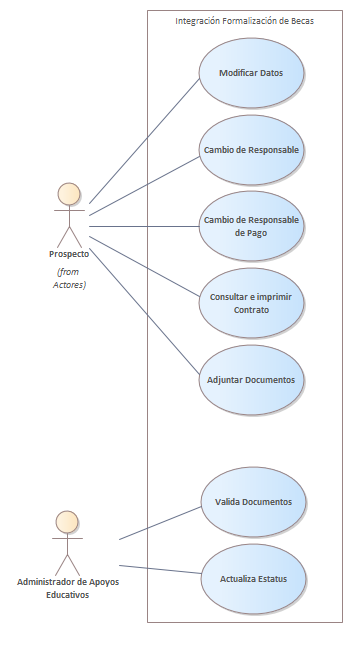 Integración Formalización de Becas
Modificar Datos
Cambio de Responsable
Cambio de Responsable
de Pago
Prospecto
(from
Actores)
Consultar e imprimir
Contrato
Adjuntar Documentos
Valida Documentos
Administrador de Apoyos
Educativos
Actualiza Estatus